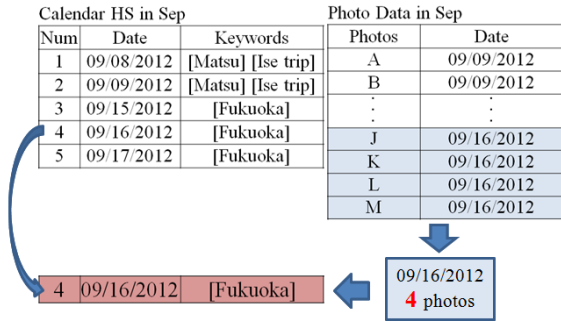 Calendar HS in Sep
Num Date Keywords
1 09/08/2012 [Matsu] [Ise trip]
2 09/09/2012 [Matsu] [Ise trip]
3 09/15/2012 [Fukuoka]
4 09/16/2012 [Fukuoka]
5 09/17/2012 [Fukuoka]
Photo Data in Sep
Photos Date
A 09/09/2012
B 09/09/2012
⋮ ⋮
J 09/16/2012
K 09/16/2012
L 09/16/2012
M 09/16/2012
09/16/2012
4 photos
4 09/16/2012 [Fukuoka]